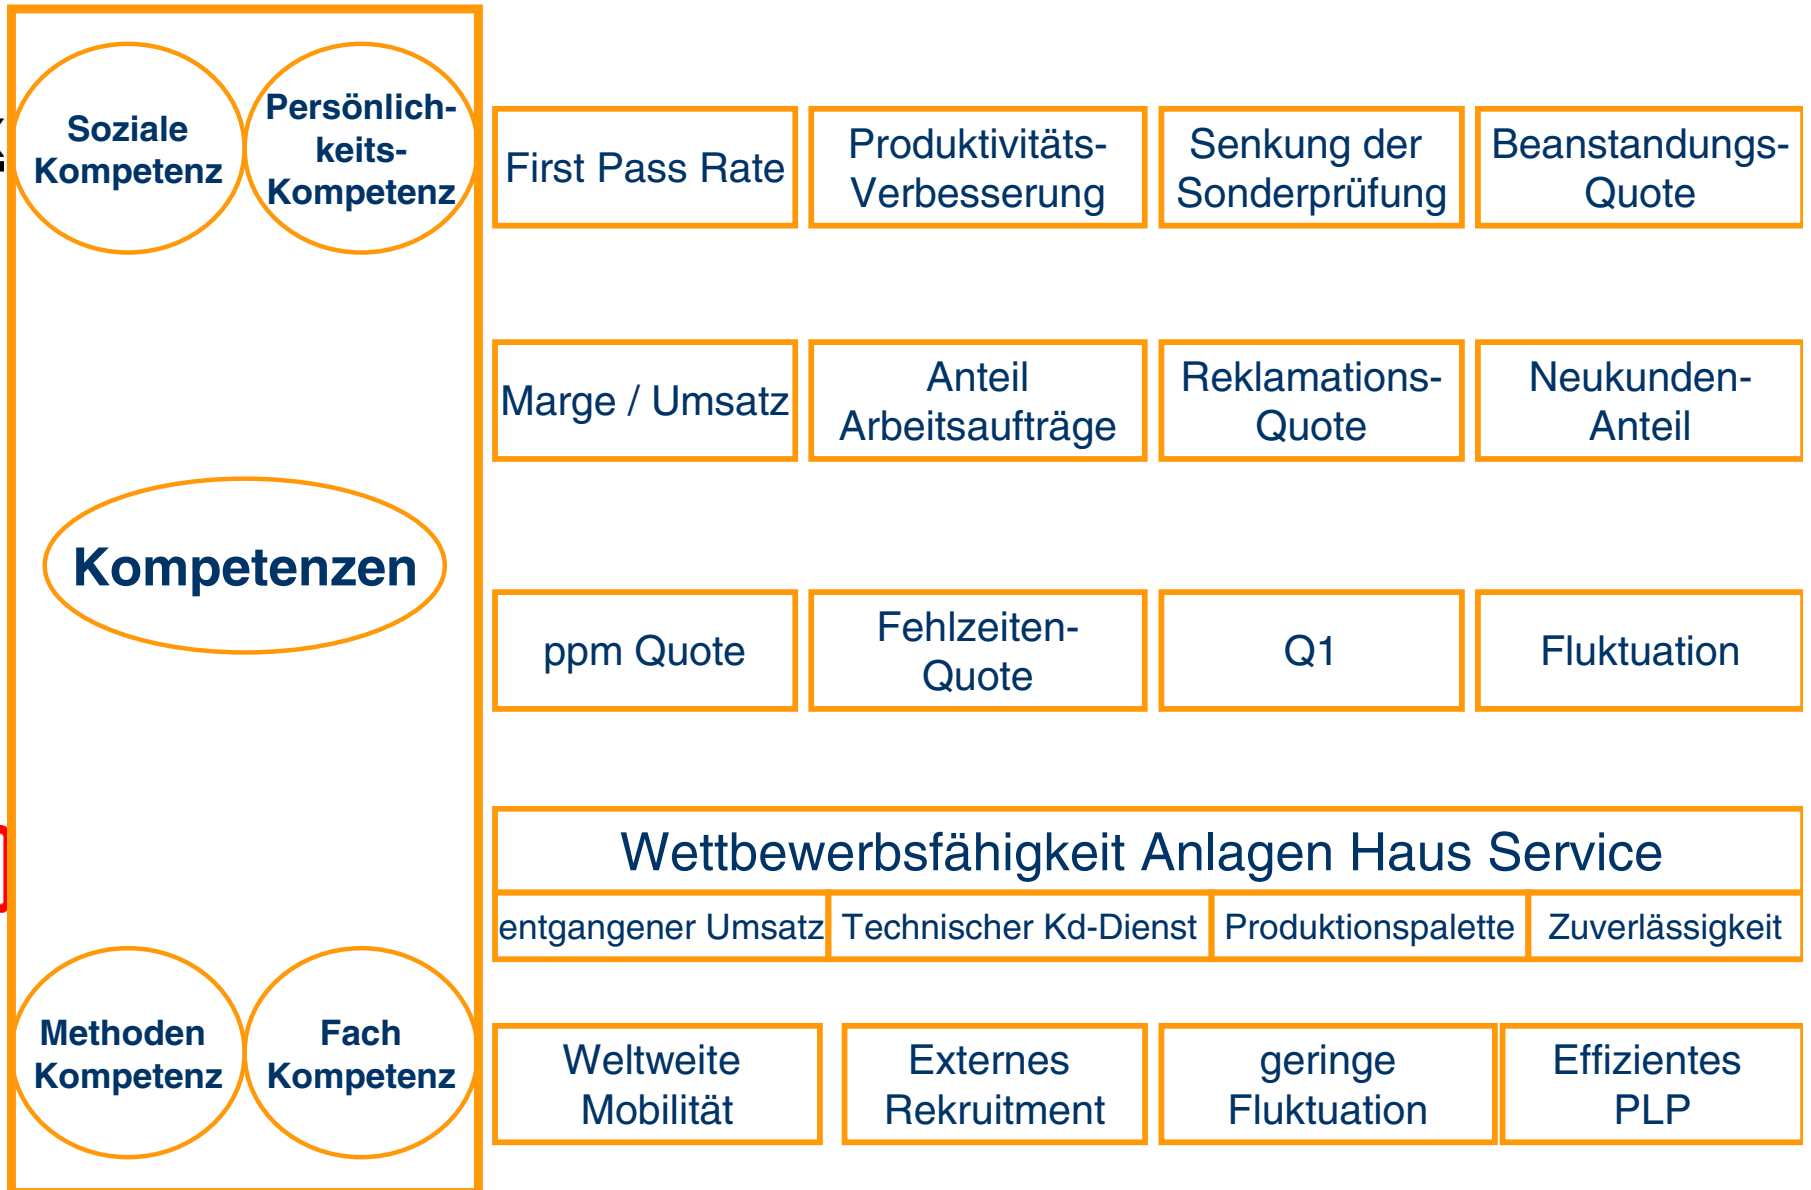 Soziale
Kompetenz
Persönlich-
keits-
Kompetenz
First Pass Rate
Produktivitäts-
Verbesserung
Senkung der
Sonderprüfung
Beanstandungs-
Quote
Marge / Umsatz
Anteil
Arbeitsaufträge
Reklamations-
Quote
Neukunden-
Anteil
Kompetenzen
ppm Quote
Fehlzeiten-
Quote
Q1
Fluktuation
Wettbewerbsfähigkeit Anlagen Haus Service
entgangener Umsatz
Technischer Kd-Dienst
Produktionspalette
Zuverlässigkeit
Methoden
Kompetenz
Fach
Kompetenz
Weltweite
Mobilität
Externes
Rekruitment
geringe
Fluktuation
Effizientes
PLP